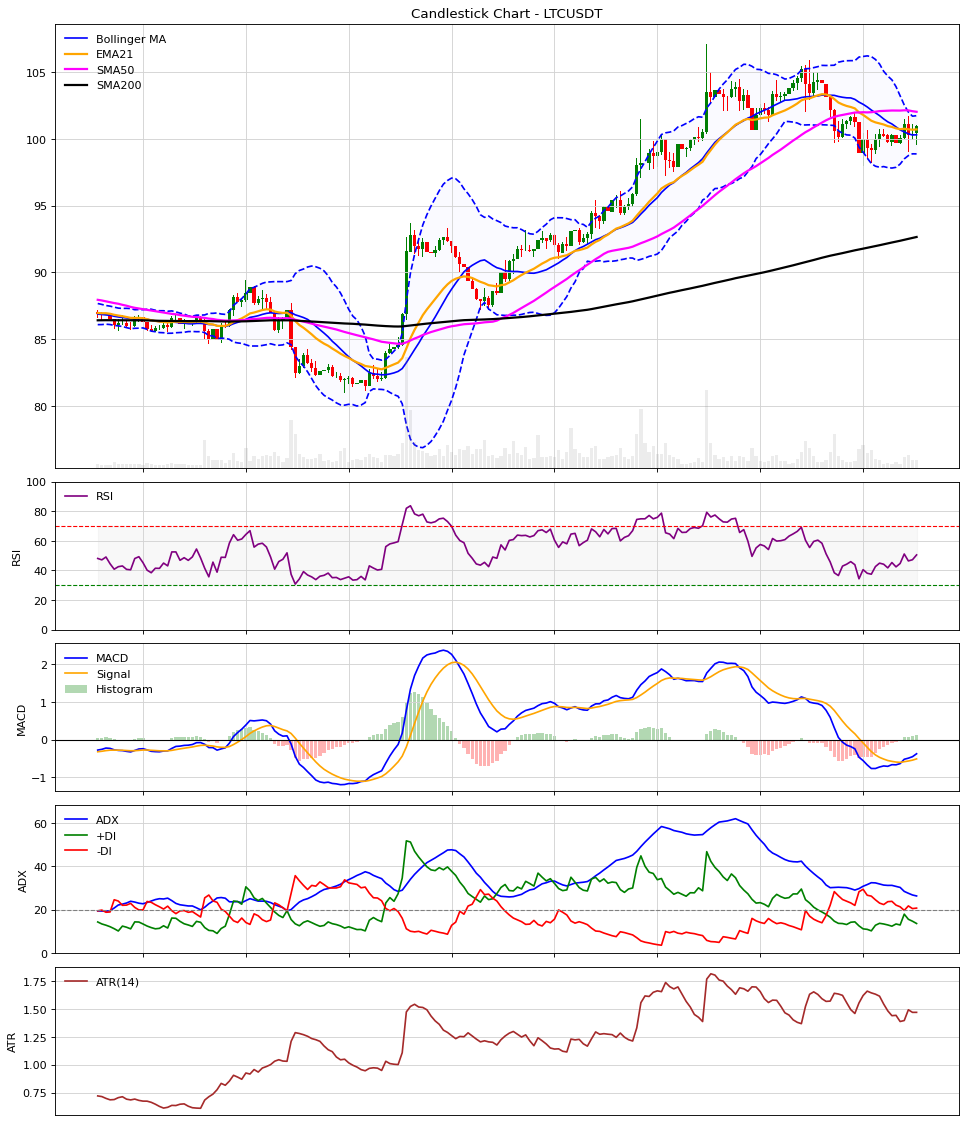 Candlestick Chart - LTCUSDT
Bollinger MA
EMA21
SMA50
SMA200
105
100
95
90
85
80
RSI
100
80
60
40
20
0
RSI
MACD
Signal
Histogram
2
1
0
−1
MACD
ADX
+DI
-DI
60
40
20
0
ADX
ATR(14)
1.75
1.50
1.25
1.00
0.75
ATR